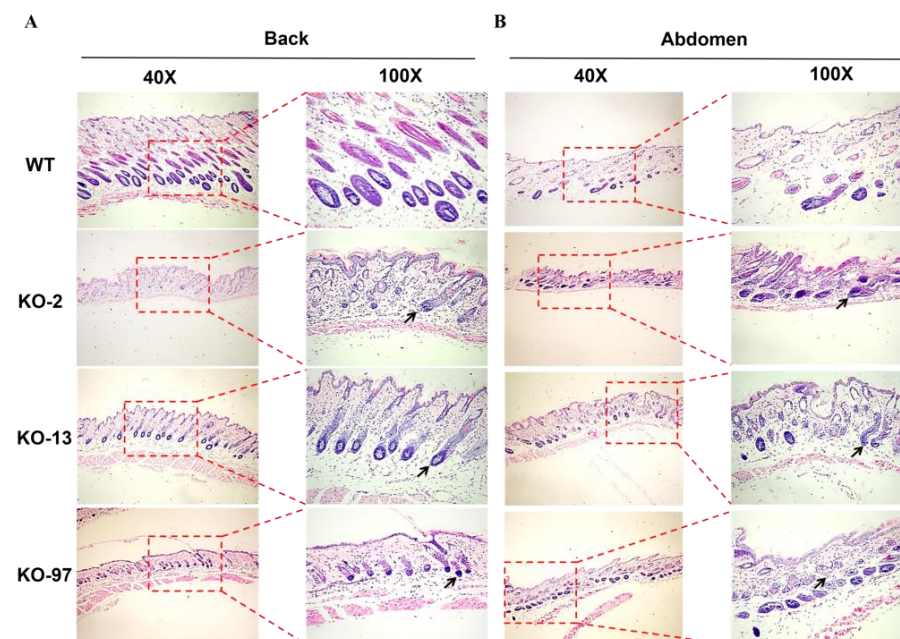 A B
Back Abdomen
40X 100X 40X 100X
WT
KO-2
KO-13
KO-97